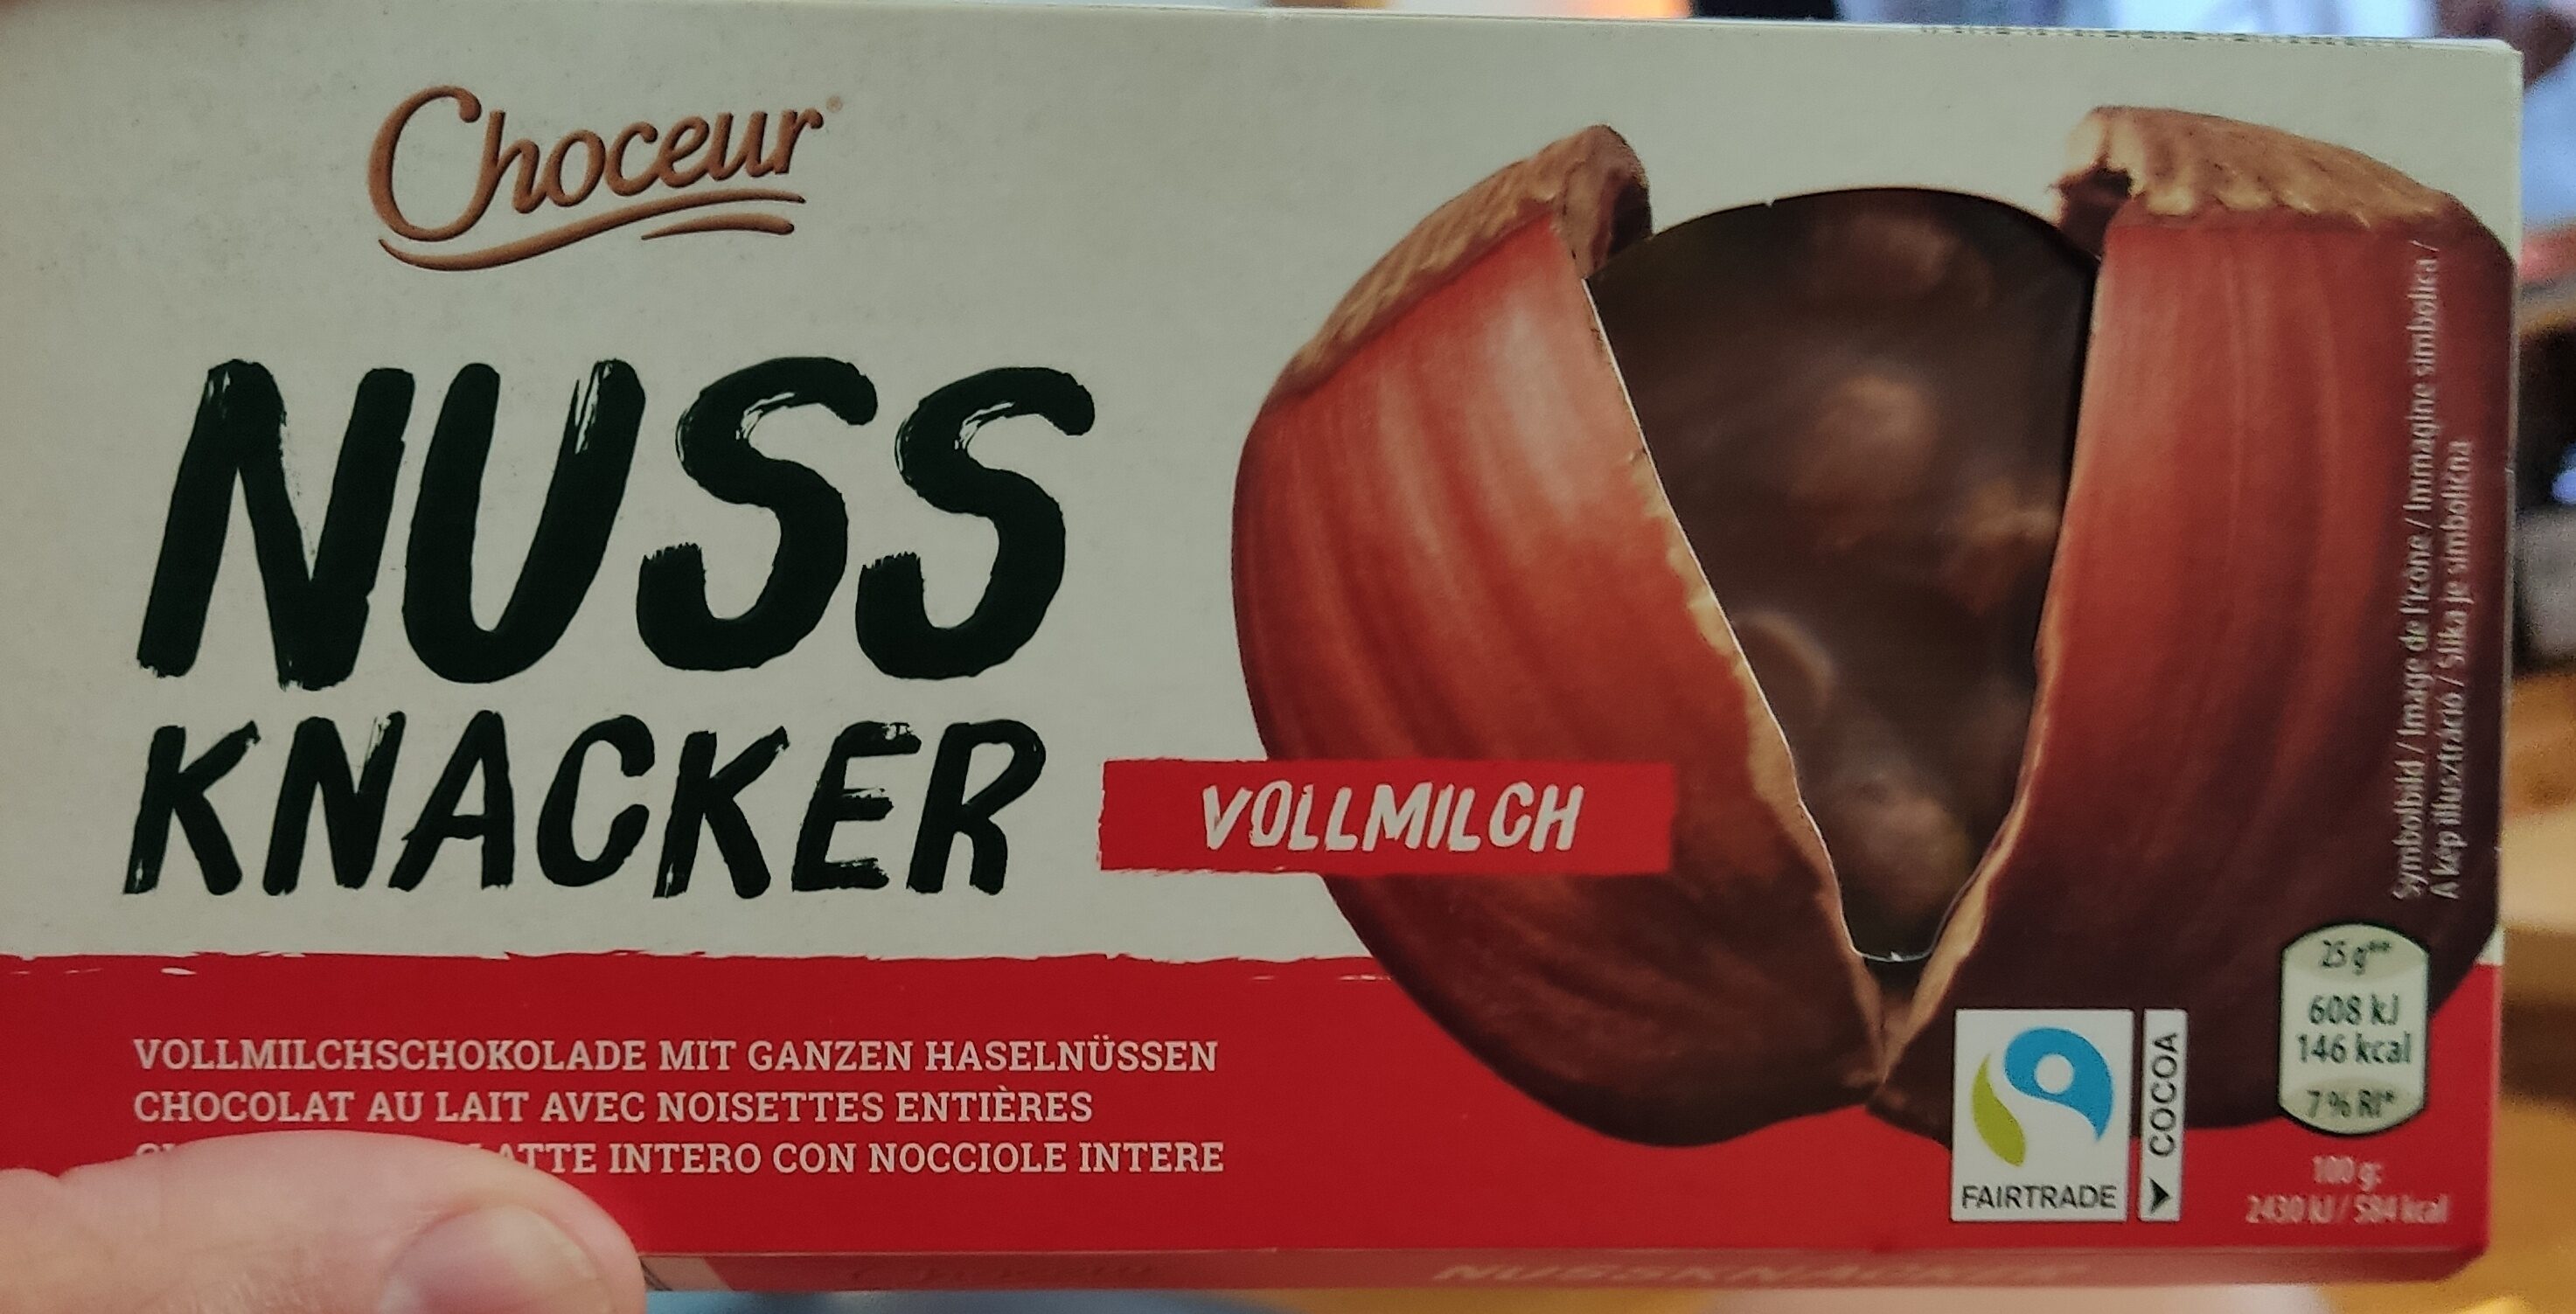 Choceur®
NUSS
KNACKER
VOLLMILCH
VOLLMILCHSCHOKOLADE MIT GANZEN HASELNÜSSEN
CHOCOLAT AU LAIT AVEC NOISETTES ENTIÈRES
INTERO CON NOCCIOLE INTERE
Symbolbild / Image de l'icône / Immagine simbolica /
A kép illusztráció / Slika je simbolična
FAIRTRADE
COCOA
25 g**
608 kJ
146 kcal
7 % RI*
100 g:
2430 kJ / 584 kcal
NUSSKNACKER